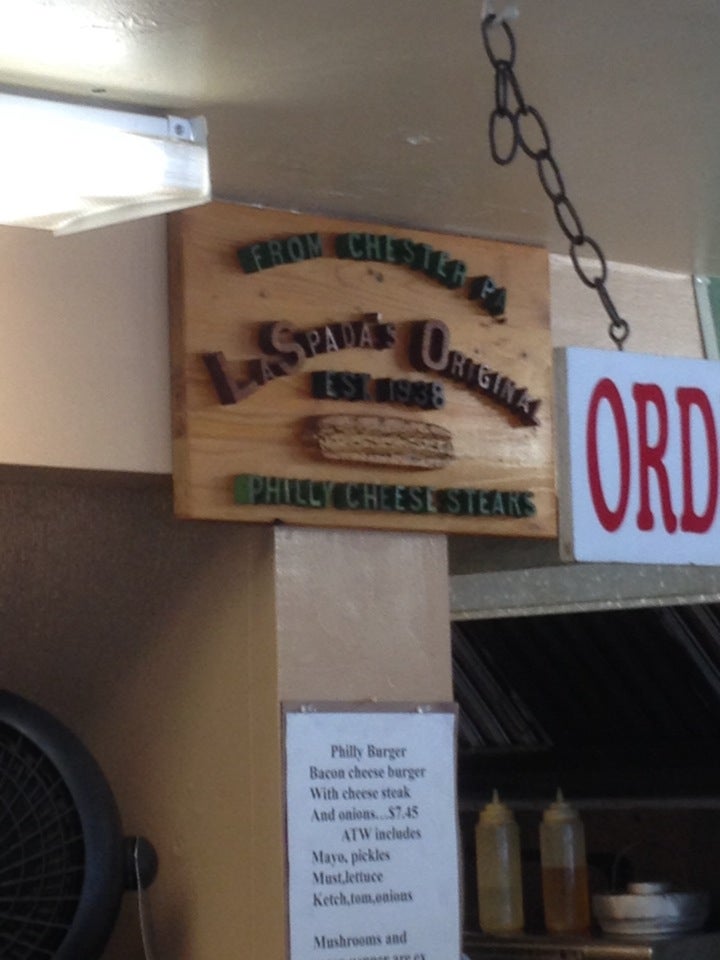 FROM CHESTER PA
LASPADA'S ORIGINAL
EST 1938
PHILLY CHEESE STEAKS
ORD
Philly Burger
Bacon cheese burger
With cheese steak
And onions...$7.45
ATW includes
Mayo, pickles
Must,lettuce
Ketch,tom,onions
Mushrooms and